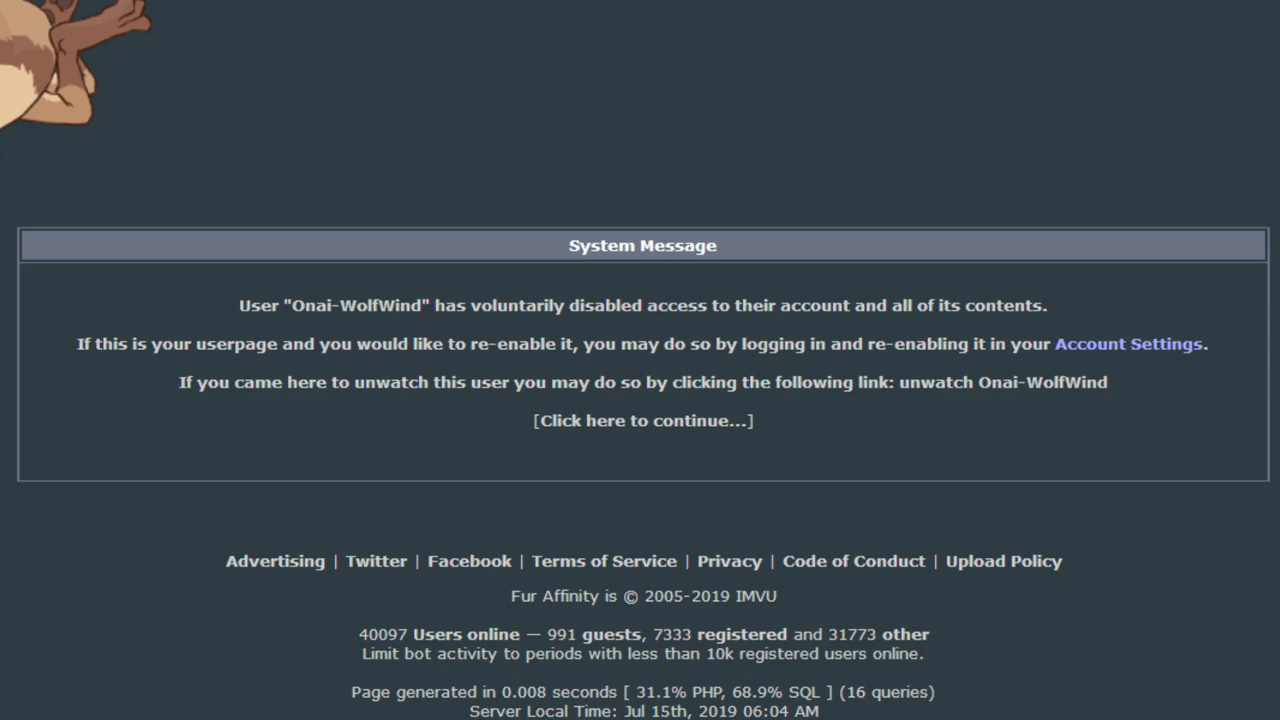 System Message
User "Onai-WolfWind" has voluntarily disabled access to their account and all of its contents.
If this is your userpage and you would like to re-enable it, you may do so by logging in and re-enabling it in your Account Settings.
If you came here to unwatch this user you may do so by clicking the following link: unwatch Onai-WolfWind
[Click here to continue...]
Advertising | Twitter | Facebook | Terms of Service | Privacy | Code of Conduct | Upload Policy
Fur Affinity is © 2005-2019 IMVU
40097 Users online — 991 guests, 7333 registered and 31773 other
Limit bot activity to periods with less than 10k registered users online.
Page generated in 0.008 seconds [ 31.1% PHP, 68.9% SQL ] (16 queries)
Server Local Time: Jul 15th, 2019 06:04 AM